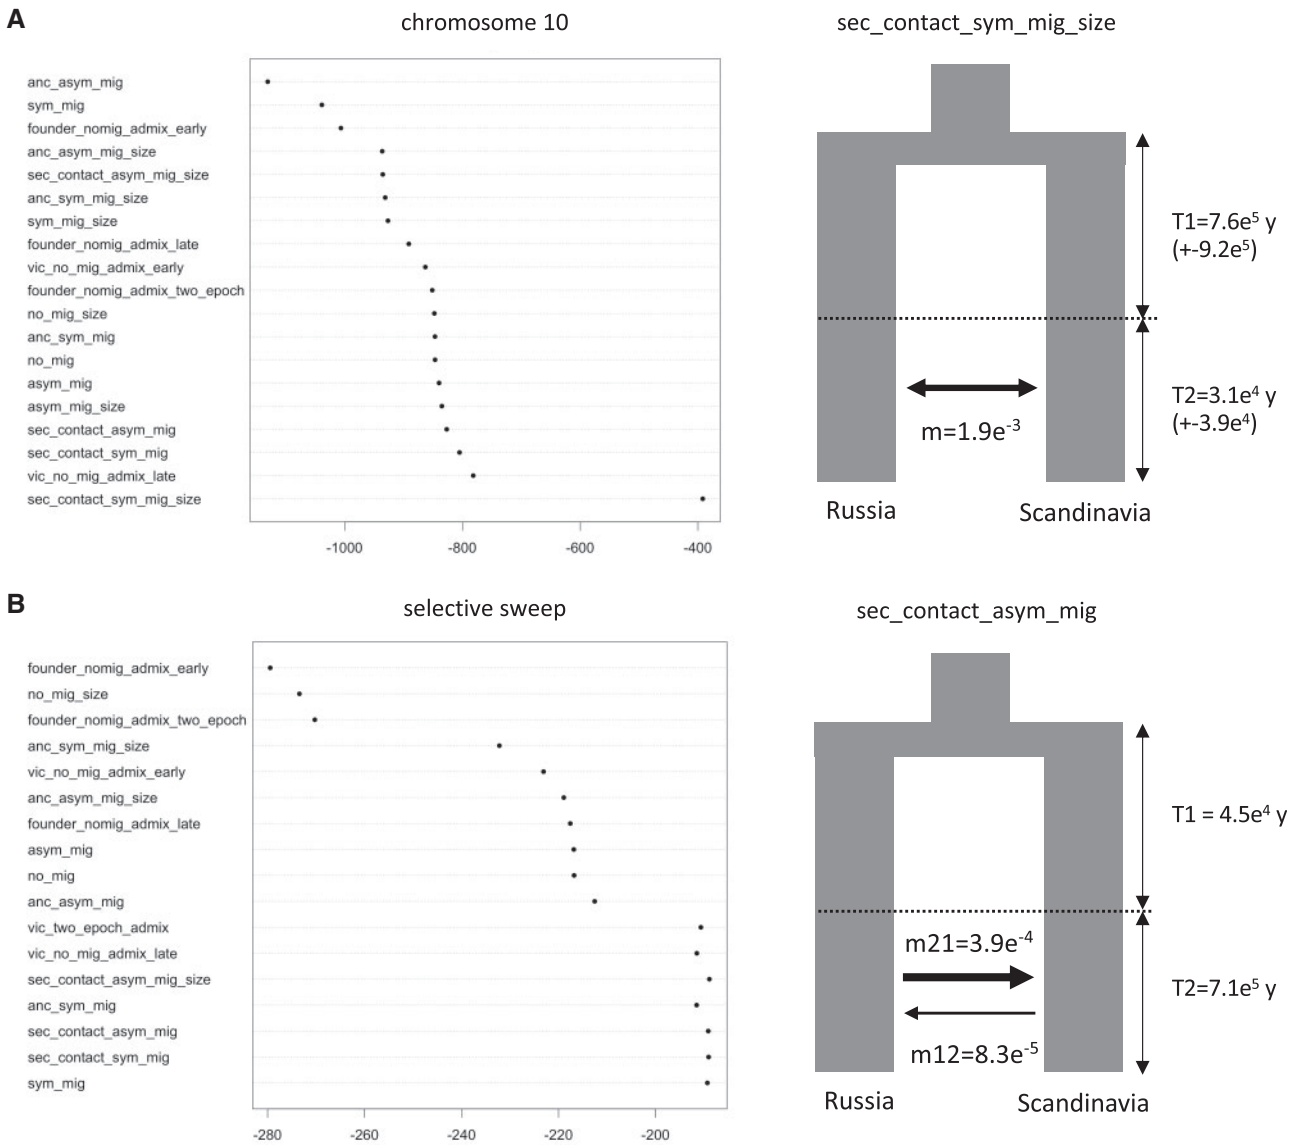 A
chromosome 10
sec_contact_sym_mig_size
anc_asym_mig
sym_mig
founder_nomig_admix_early
anc_asym_mig_size
sec_contact_asym_mig_size
anc_sym_mig_size
sym_mig_size
founder_nomig_admix_late
vic_no_mig_admix_early
founder_nomig_admix_two_epoch
no_mig_size
anc_sym_mig
no_mig
asym_mig
asym_mig_size
sec_contact_asym_mig
sec_contact_sym_mig
vic_no_mig_admix_late
sec_contact_sym_mig_size
-1000 -800 -600 -400
T1=7.6e⁵ y
(+-9.2e⁵)
T2=3.1e⁴ y
(+-3.9e⁴)
m=1.9e⁻³
Russia Scandinavia
B
selective sweep
sec_contact_asym_mig
founder_nomig_admix_early
no_mig_size
founder_nomig_admix_two_epoch
anc_sym_mig_size
vic_no_mig_admix_early
anc_asym_mig_size
founder_nomig_admix_late
asym_mig
no_mig
anc_asym_mig
vic_two_epoch_admix
vic_no_mig_admix_late
sec_contact_asym_mig_size
anc_sym_mig
sec_contact_asym_mig
sec_contact_sym_mig
sym_mig
-280 -260 -240 -220 -200
T1 = 4.5e⁴ y
m21=3.9e⁻⁴
T2=7.1e⁵ y
m12=8.3e⁻⁵
Russia Scandinavia